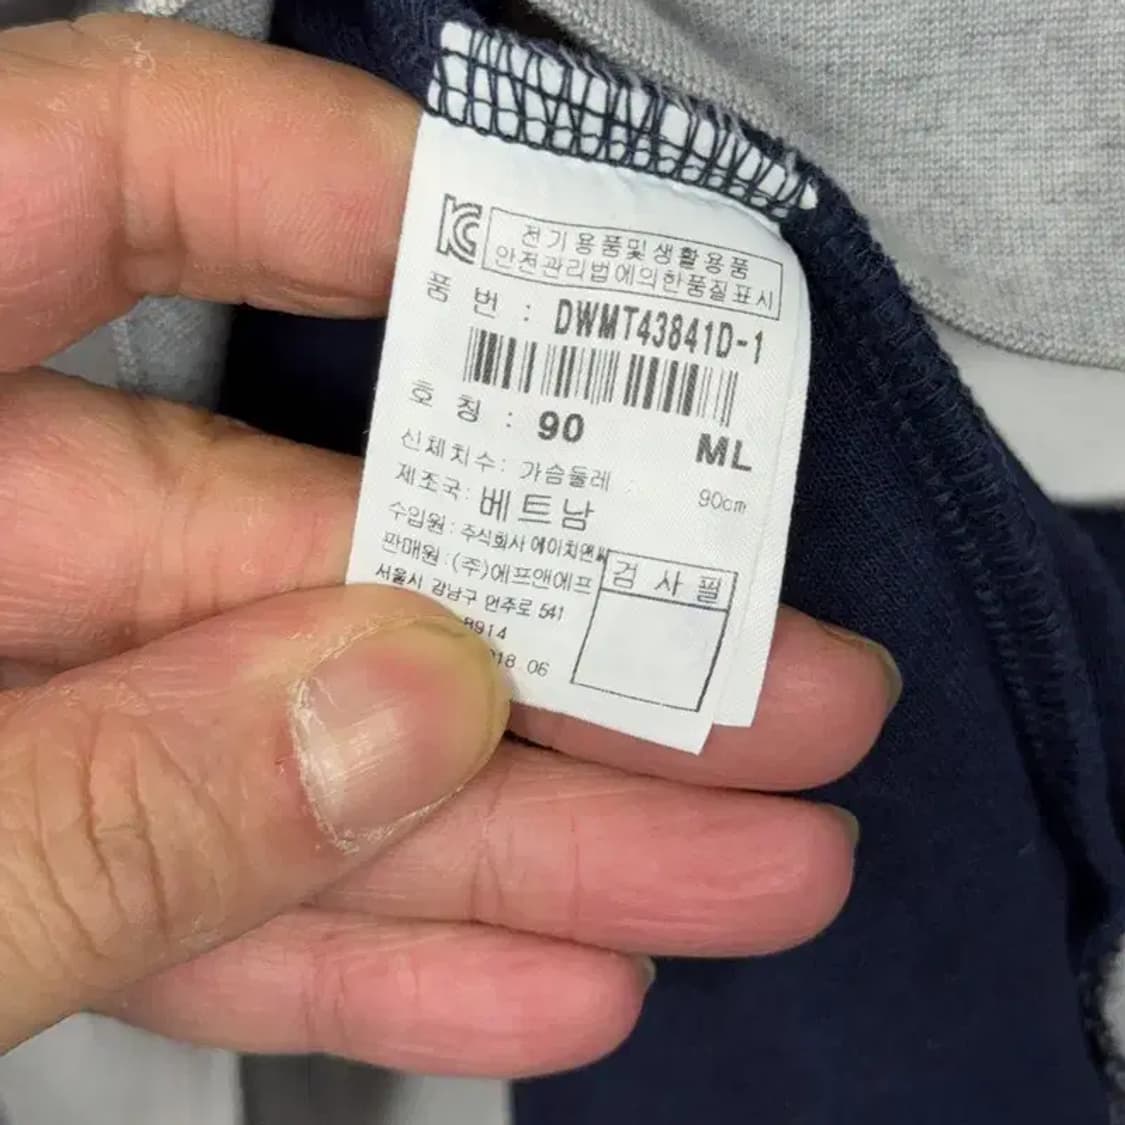 KC
전기용품및생활용품
안전관리법에의한품질표시
품 번 : DWMT43841D-1
호 칭 : 90 ML
신체치수: 가슴둘레 : 90cm
제조국: 베트남
수입원 : 주식회사 에이치앤씨
판매원 : (주)에프앤에프
서울시 강남구 언주로 541
8914
18.06
검 사 필